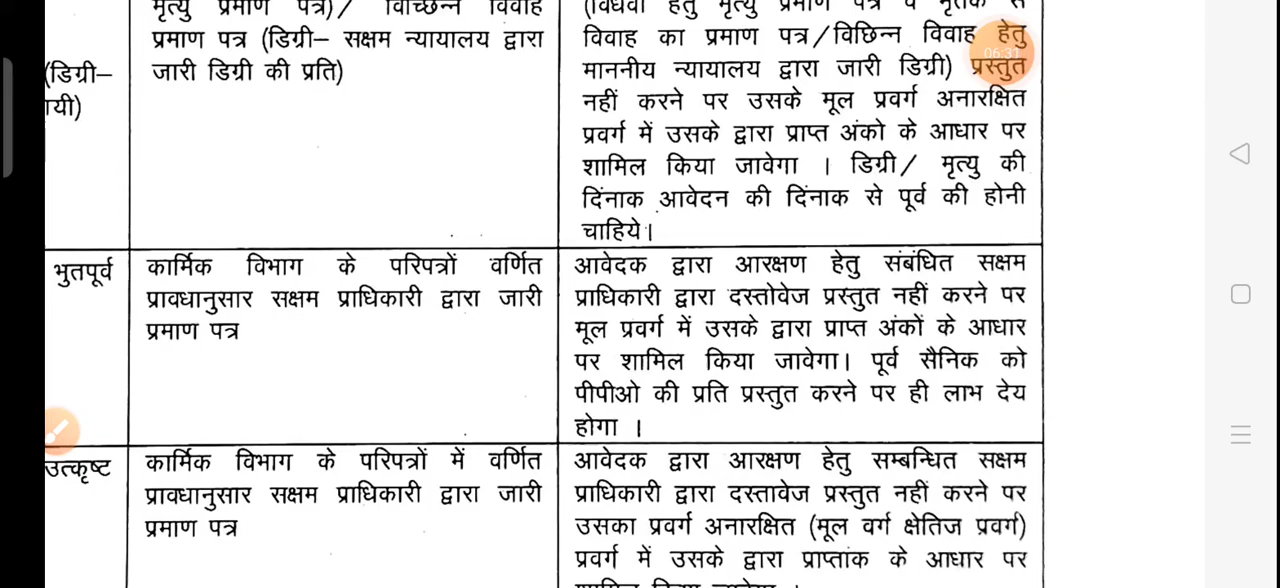 मृत्यु प्रमाण पत्र)/ विच्छिन्न विवाह
प्रमाण पत्र (डिग्री– सक्षम न्यायालय द्वारा
जारी डिग्री की प्रति)
(डिग्री–
यी)
(विधवा हेतु मृत्यु प्रमाण पत्र व मृतक से
विवाह का प्रमाण पत्र/विछिन्न विवाह हेतु
माननीय न्यायालय द्वारा जारी डिग्री) प्रस्तुत
नहीं करने पर उसके मूल प्रवर्ग अनारक्षित
प्रवर्ग में उसके द्वारा प्राप्त अंको के आधार पर
शामिल किया जावेगा । डिग्री/ मृत्यु की
दिंनाक आवेदन की दिंनाक से पूर्व की होनी
चाहिये।
06:31
भुतपूर्व
कार्मिक विभाग के परिपत्रों वर्णित
प्रावधानुसार सक्षम प्राधिकारी द्वारा जारी
प्रमाण पत्र
आवेदक द्वारा आरक्षण हेतु संबंधित सक्षम
प्राधिकारी द्वारा दस्तोवेज प्रस्तुत नहीं करने पर
मूल प्रवर्ग में उसके द्वारा प्राप्त अंकों के आधार
पर शामिल किया जावेगा। पूर्व सैनिक को
पीपीओ की प्रति प्रस्तुत करने पर ही लाभ देय
होगा ।
उत्कृष्ट
कार्मिक विभाग के परिपत्रों में वर्णित
प्रावधानुसार सक्षम प्राधिकारी द्वारा जारी
प्रमाण पत्र
आवेदक द्वारा आरक्षण हेतु सम्बन्धित सक्षम
प्राधिकारी द्वारा दस्तावेज प्रस्तुत नहीं करने पर
उसका प्रवर्ग अनारक्षित (मूल वर्ग क्षेतिज प्रवर्ग)
प्रवर्ग में उसके द्वारा प्राप्तांक के आधार पर